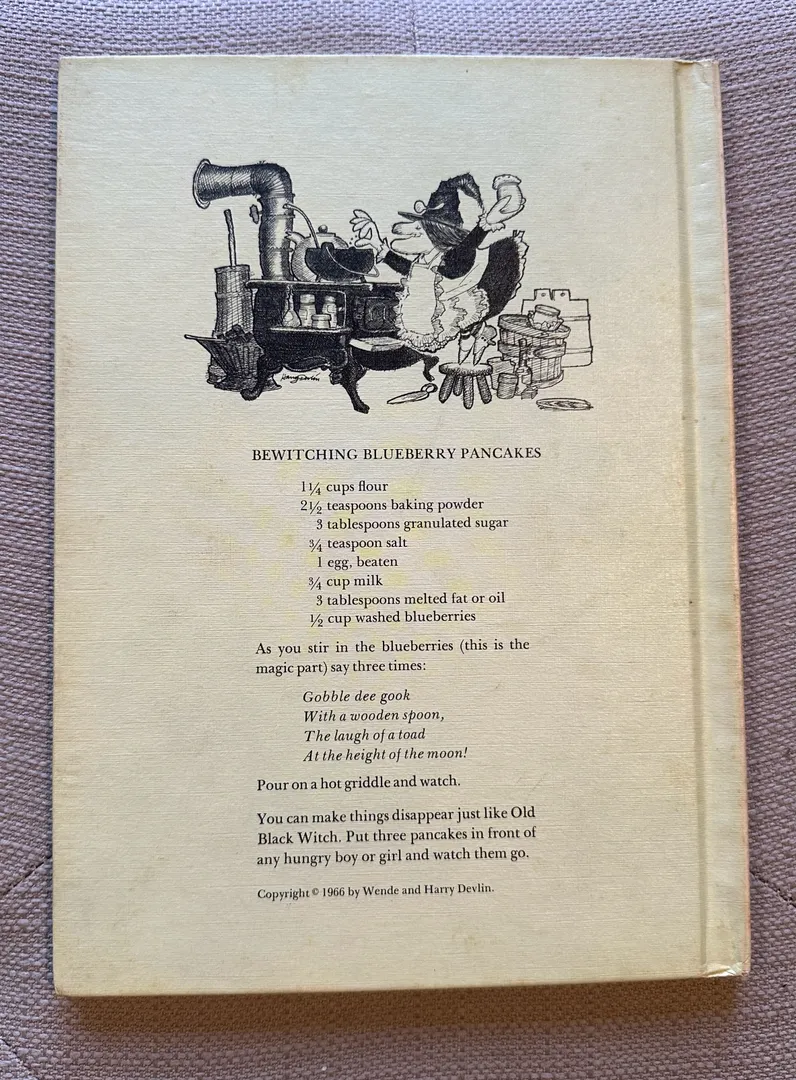 Harry Devlin
BEWITCHING BLUEBERRY PANCAKES
1¼ cups flour
2½ teaspoons baking powder
3 tablespoons granulated sugar
¾ teaspoon salt
1 egg, beaten
¾ cup milk
3 tablespoons melted fat or oil
½ cup washed blueberries
As you stir in the blueberries (this is the
magic part) say three times:
Gobble dee gook
With a wooden spoon,
The laugh of a toad
At the height of the moon!
Pour on a hot griddle and watch.
You can make things disappear just like Old
Black Witch. Put three pancakes in front of
any hungry boy or girl and watch them go.
Copyright © 1966 by Wende and Harry Devlin.